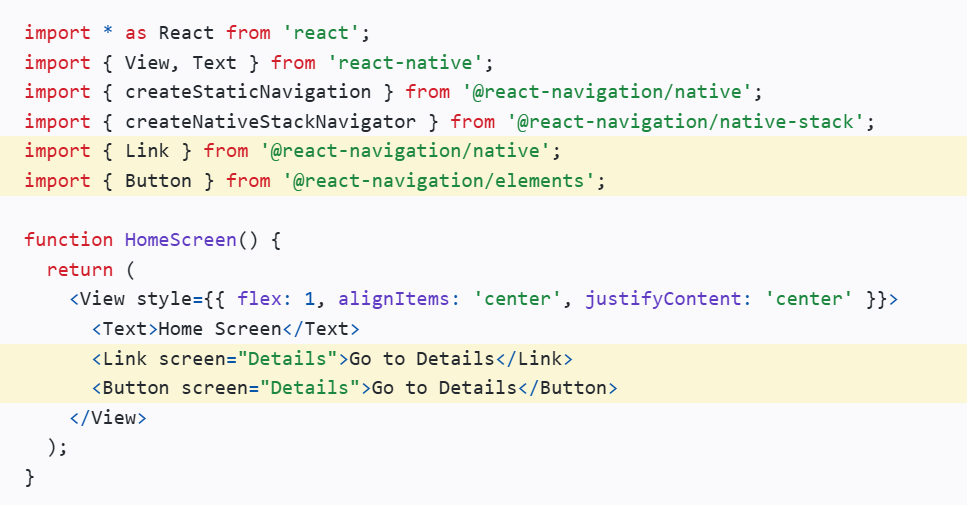 import * as React from 'react';
import { View, Text } from 'react-native';
import { createStaticNavigation } from '@react-navigation/native';
import { createNativeStackNavigator } from '@react-navigation/native-stack';
import { Link } from '@react-navigation/native';
import { Button } from '@react-navigation/elements';

function HomeScreen() {
  return (
    <View style={{ flex: 1, alignItems: 'center', justifyContent: 'center' }}>
      <Text>Home Screen</Text>
      <Link screen="Details">Go to Details</Link>
      <Button screen="Details">Go to Details</Button>
    </View>
  );
}